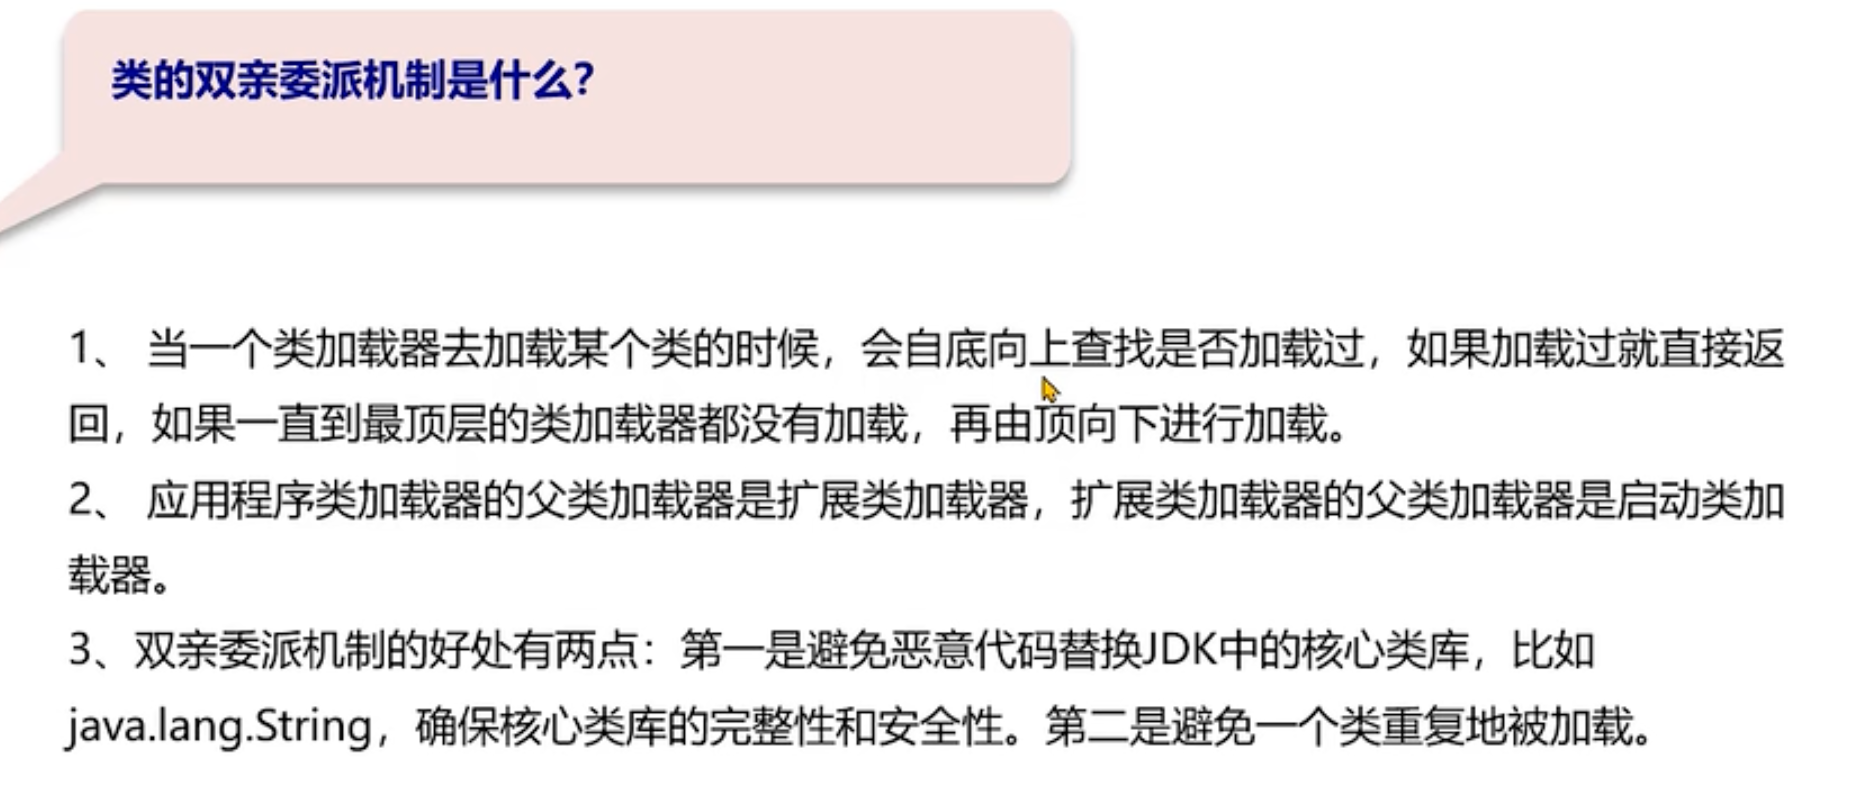 类的双亲委派机制是什么？
1、 当一个类加载器去加载某个类的时候，会自底向上查找是否加载过，如果加载过就直接返
回，如果一直到最顶层的类加载器都没有加载，再由顶向下进行加载。
2、 应用程序类加载器的父类加载器是扩展类加载器，扩展类加载器的父类加载器是启动类加
载器。
3、双亲委派机制的好处有两点：第一是避免恶意代码替换JDK中的核心类库，比如
java.lang.String，确保核心类库的完整性和安全性。第二是避免一个类重复地被加载。